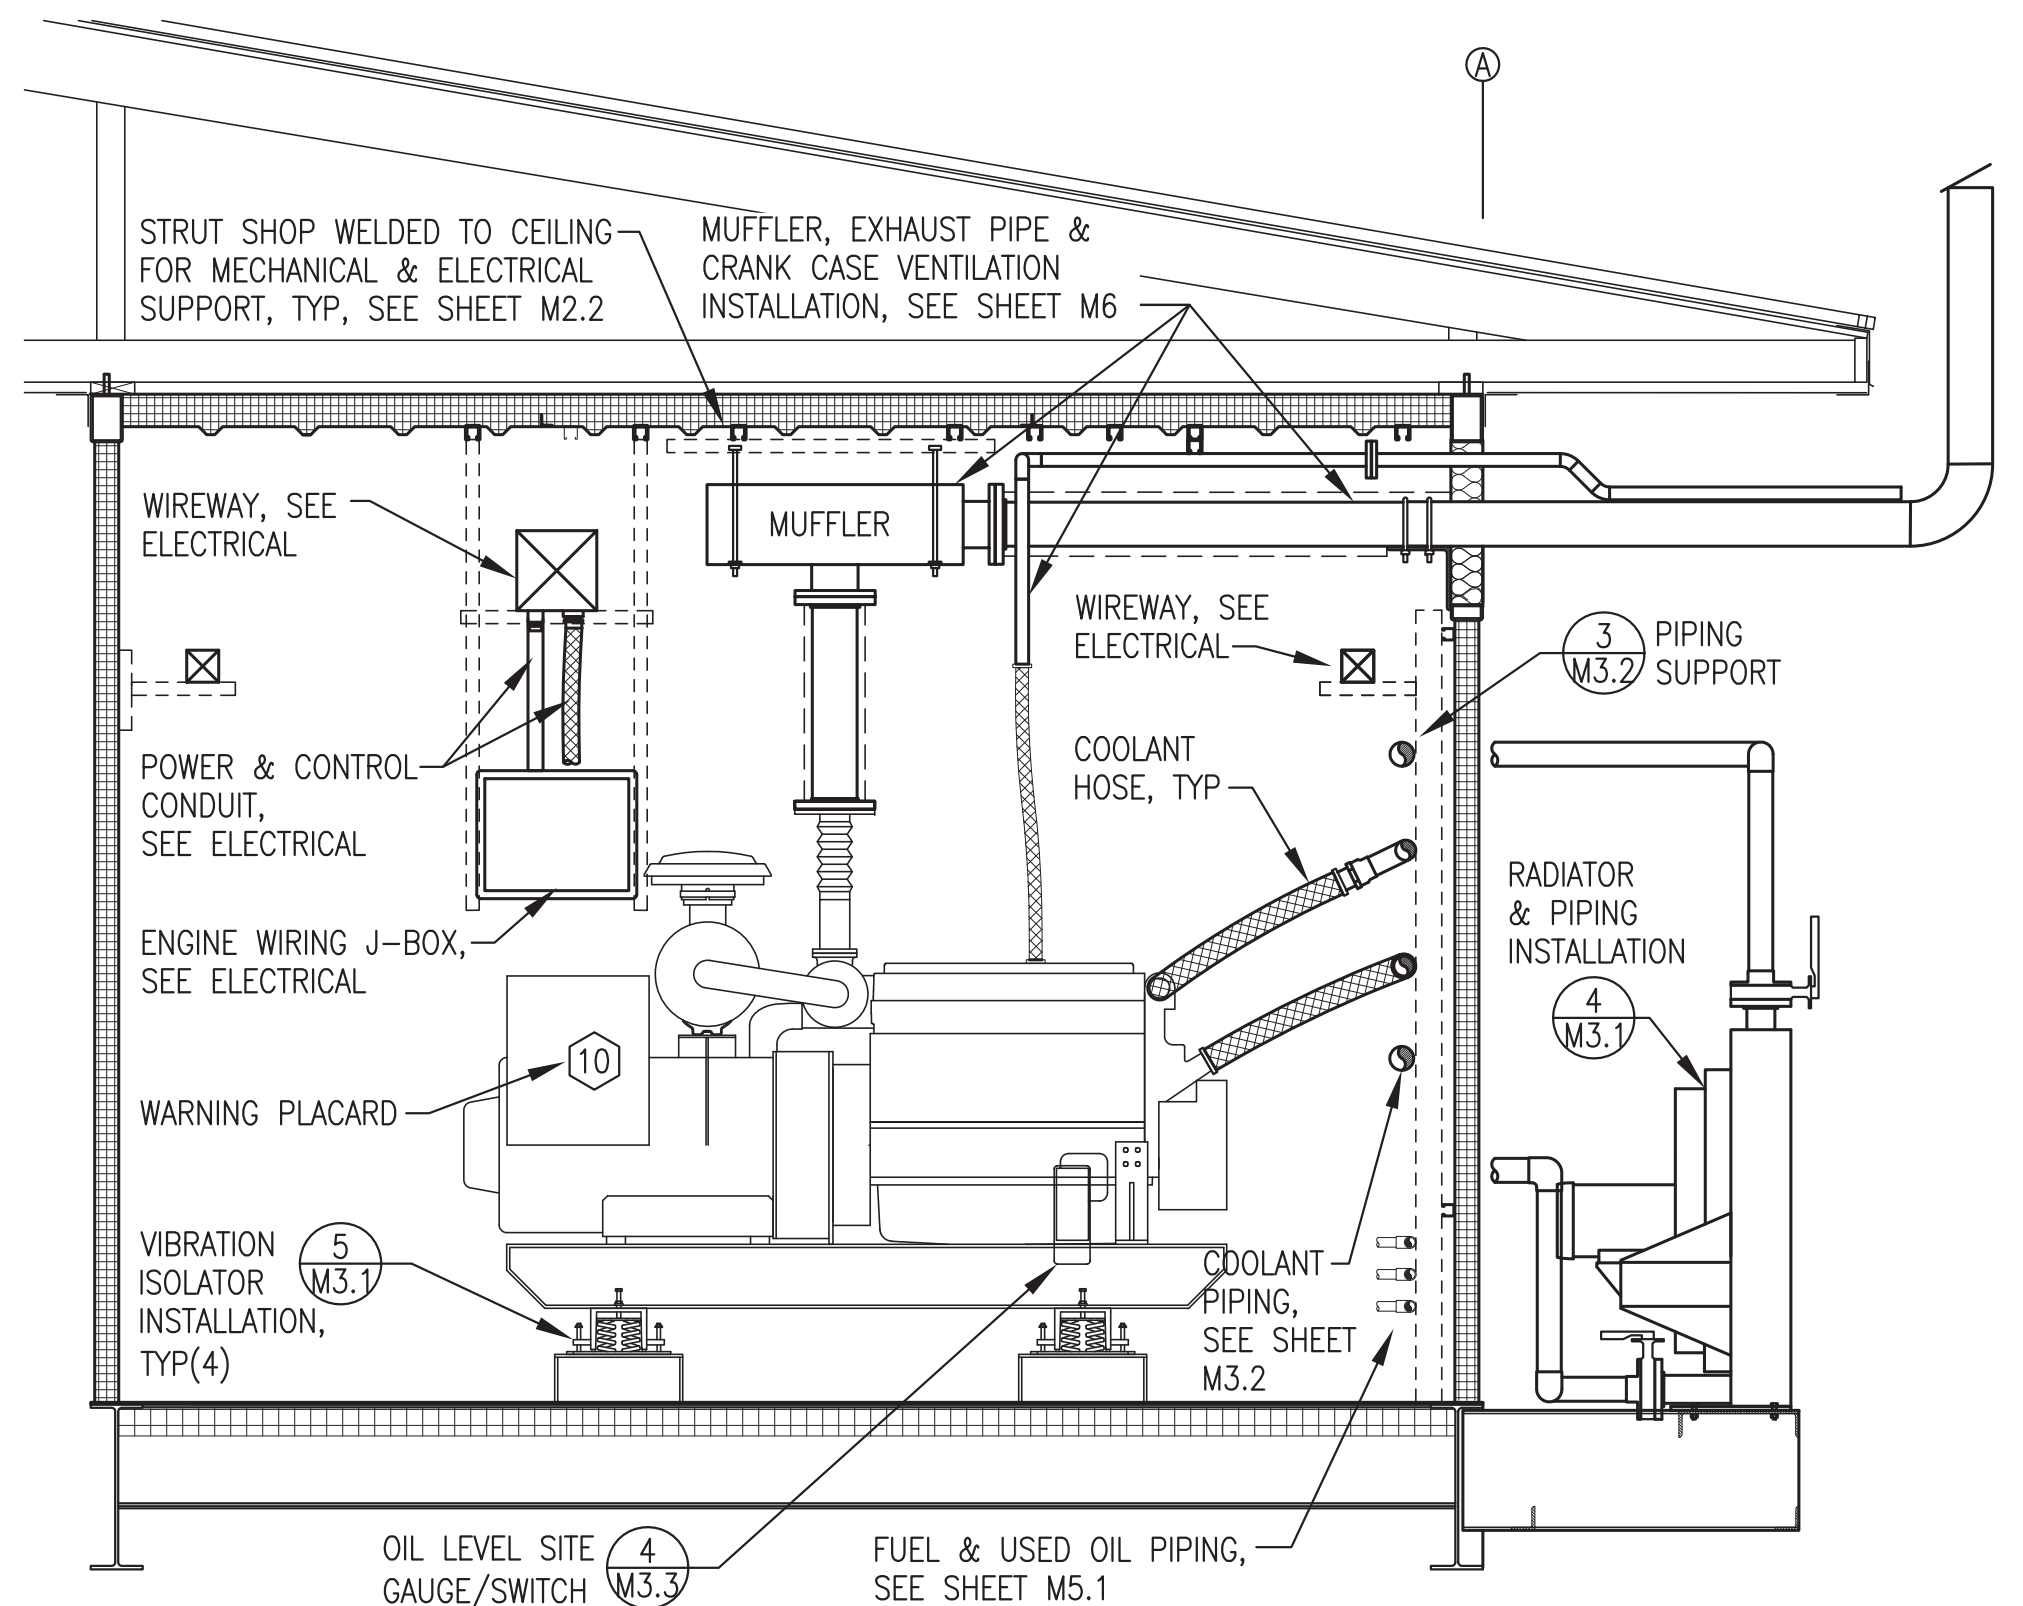 A
STRUT SHOP WELDED TO CEILING
FOR MECHANICAL & ELECTRICAL
SUPPORT, TYP, SEE SHEET M2.2
MUFFLER, EXHAUST PIPE &
CRANK CASE VENTILATION
INSTALLATION, SEE SHEET M6
WIREWAY, SEE
ELECTRICAL
MUFFLER
WIREWAY, SEE
ELECTRICAL
3
M3.2
PIPING
SUPPORT
POWER & CONTROL
CONDUIT,
SEE ELECTRICAL
COOLANT
HOSE, TYP
RADIATOR
& PIPING
INSTALLATION
4
M3.1
ENGINE WIRING J-BOX,
SEE ELECTRICAL
10
WARNING PLACARD
VIBRATION
ISOLATOR
INSTALLATION,
TYP(4)
5
M3.1
COOLANT
PIPING,
SEE SHEET
M3.2
OIL LEVEL SITE
GAUGE/SWITCH
4
M3.3
FUEL & USED OIL PIPING,
SEE SHEET M5.1